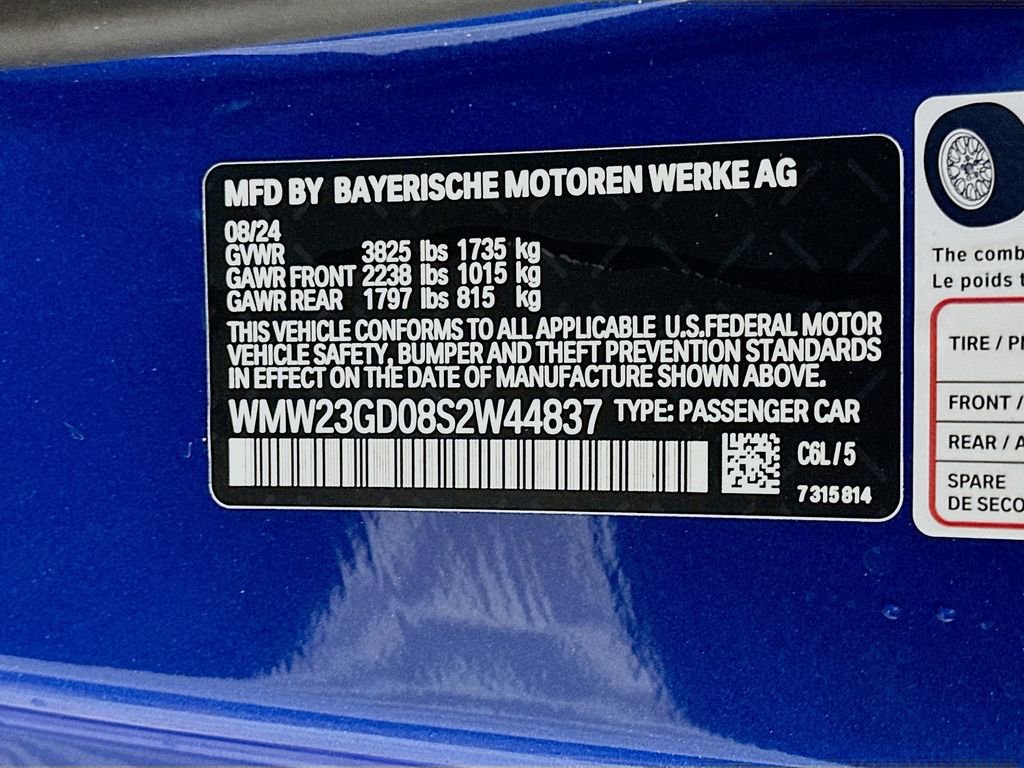 MFD BY BAYERISCHE MOTOREN WERKE AG
08/24
GVWR 3825 lbs 1735 kg
GAWR FRONT 2238 lbs 1015 kg
GAWR REAR 1797 lbs 815 kg
THIS VEHICLE CONFORMS TO ALL APPLICABLE U.S.FEDERAL MOTOR
VEHICLE SAFETY, BUMPER AND THEFT PREVENTION STANDARDS
IN EFFECT ON THE DATE OF MANUFACTURE SHOWN ABOVE.
WMW23GD08S2W44837 TYPE: PASSENGER CAR
C6L/5
7315814
The comb
Le poids t
TIRE / PN
FRONT /
REAR / A
SPARE
DE SECO